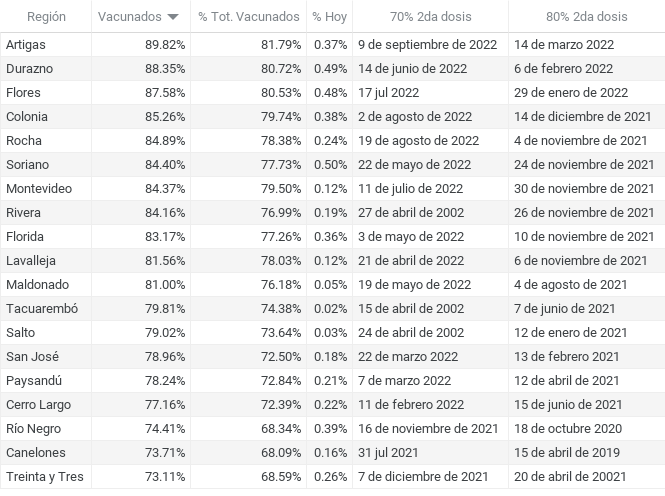 Región Vacunados % Tot. Vacunados % Hoy 70% 2da dosis 80% 2da dosis
Artigas 89.82% 81.79% 0.37% 9 de septiembre de 2022 14 de marzo 2022
Durazno 88.35% 80.72% 0.49% 14 de junio de 2022 6 de febrero 2022
Flores 87.58% 80.53% 0.48% 17 jul 2022 29 de enero de 2022
Colonia 85.26% 79.74% 0.38% 2 de agosto de 2022 14 de diciembre de 2021
Rocha 84.89% 78.38% 0.24% 19 de agosto de 2022 4 de noviembre de 2021
Soriano 84.40% 77.73% 0.50% 22 de mayo de 2022 24 de noviembre de 2021
Montevideo 84.37% 79.50% 0.12% 11 de julio de 2022 30 de noviembre de 2021
Rivera 84.16% 76.99% 0.19% 27 de abril de 2002 26 de noviembre de 2021
Florida 83.17% 77.26% 0.36% 3 de mayo de 2022 10 de noviembre de 2021
Lavalleja 81.56% 78.03% 0.12% 21 de abril de 2022 6 de noviembre de 2021
Maldonado 81.00% 76.18% 0.05% 19 de mayo de 2022 4 de agosto de 2021
Tacuarembó 79.81% 74.38% 0.02% 15 de abril de 2002 7 de junio de 2021
Salto 79.02% 73.64% 0.03% 24 de abril de 2002 12 de enero de 2021
San José 78.96% 72.50% 0.18% 22 de marzo 2022 13 de febrero 2021
Paysandú 78.24% 72.84% 0.21% 7 de marzo 2022 12 de abril de 2021
Cerro Largo 77.16% 72.39% 0.22% 11 de febrero 2022 15 de junio de 2021
Río Negro 74.41% 68.34% 0.39% 16 de noviembre de 2021 18 de octubre 2020
Canelones 73.71% 68.09% 0.16% 31 jul 2021 15 de abril de 2019
Treinta y Tres 73.11% 68.59% 0.26% 7 de diciembre de 2021 20 de abril de 20021